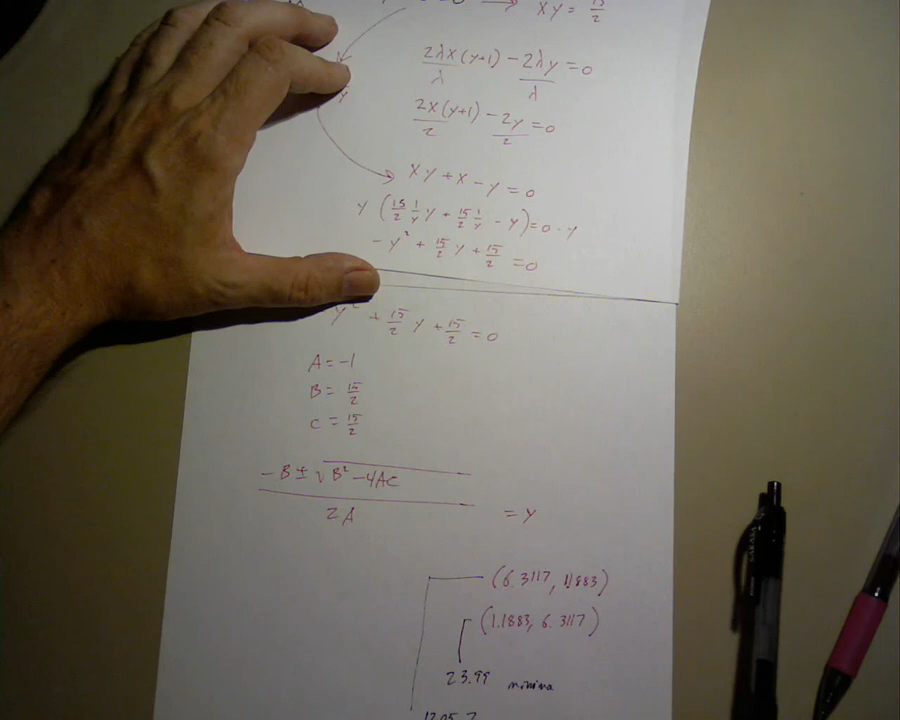 XY = 15/2
2λx(y+1)/λ - 2λy/λ = 0
2x(y+1)/2 - 2y/2 = 0
xy + x - y = 0
y (15/2 1/y y + 15/2 1/y - y) = 0 · y
- y² + 15/2 y + 15/2 = 0
y² + 15/2 y + 15/2 = 0
A = -1
B = 15/2
C = 15/2
-B ± √B² - 4AC
2A
= y
(6.3117, 1.1883)
(1.1883, 6.3117)
23.99 minima